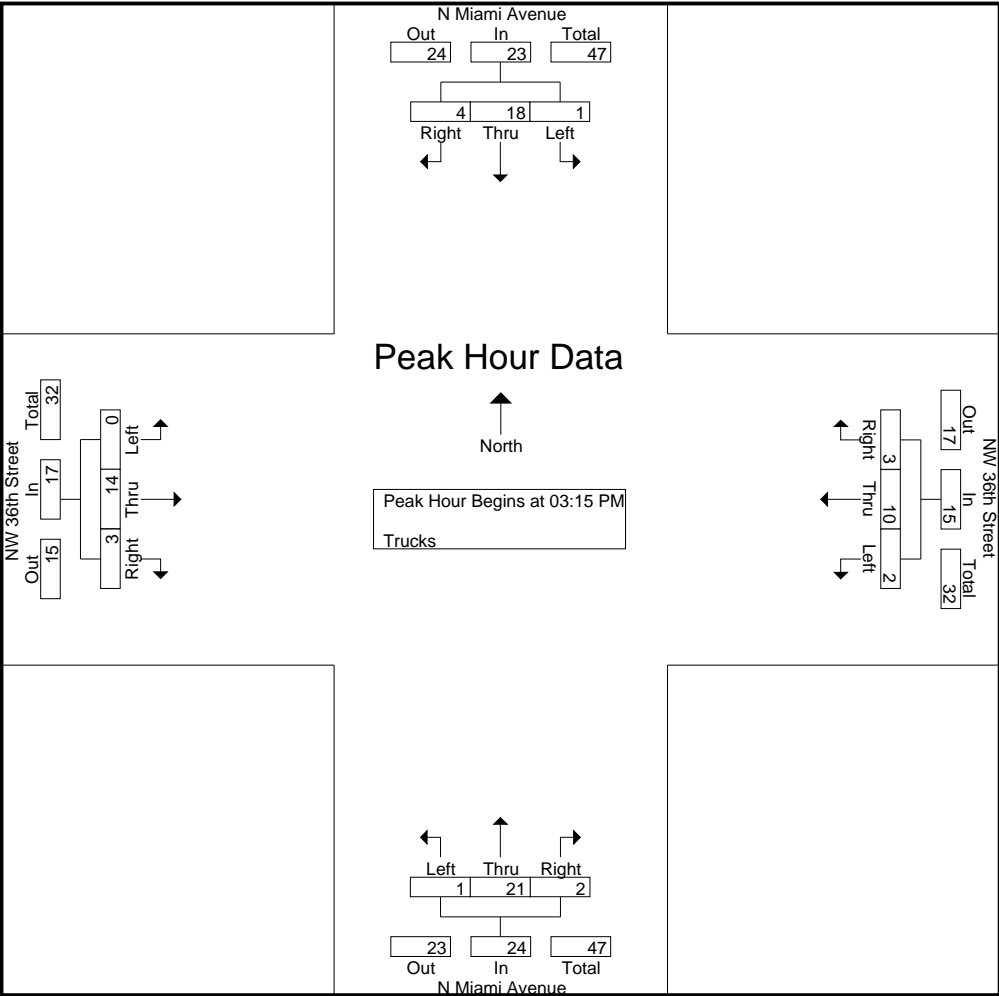 N Miami Avenue
Out In Total
24 23 47
4 18 1
Right Thru Left
Peak Hour Data
North
Peak Hour Begins at 03:15 PM
Trucks
NW 36th Street
Total In Out
32 17 15
0 14 3
Left Thru Right
NW 36th Street
Out In Total
17 15 32
3 10 2
Right Thru Left
Left Thru Right
1 21 2
23 24 47
Out In Total
N Miami Avenue